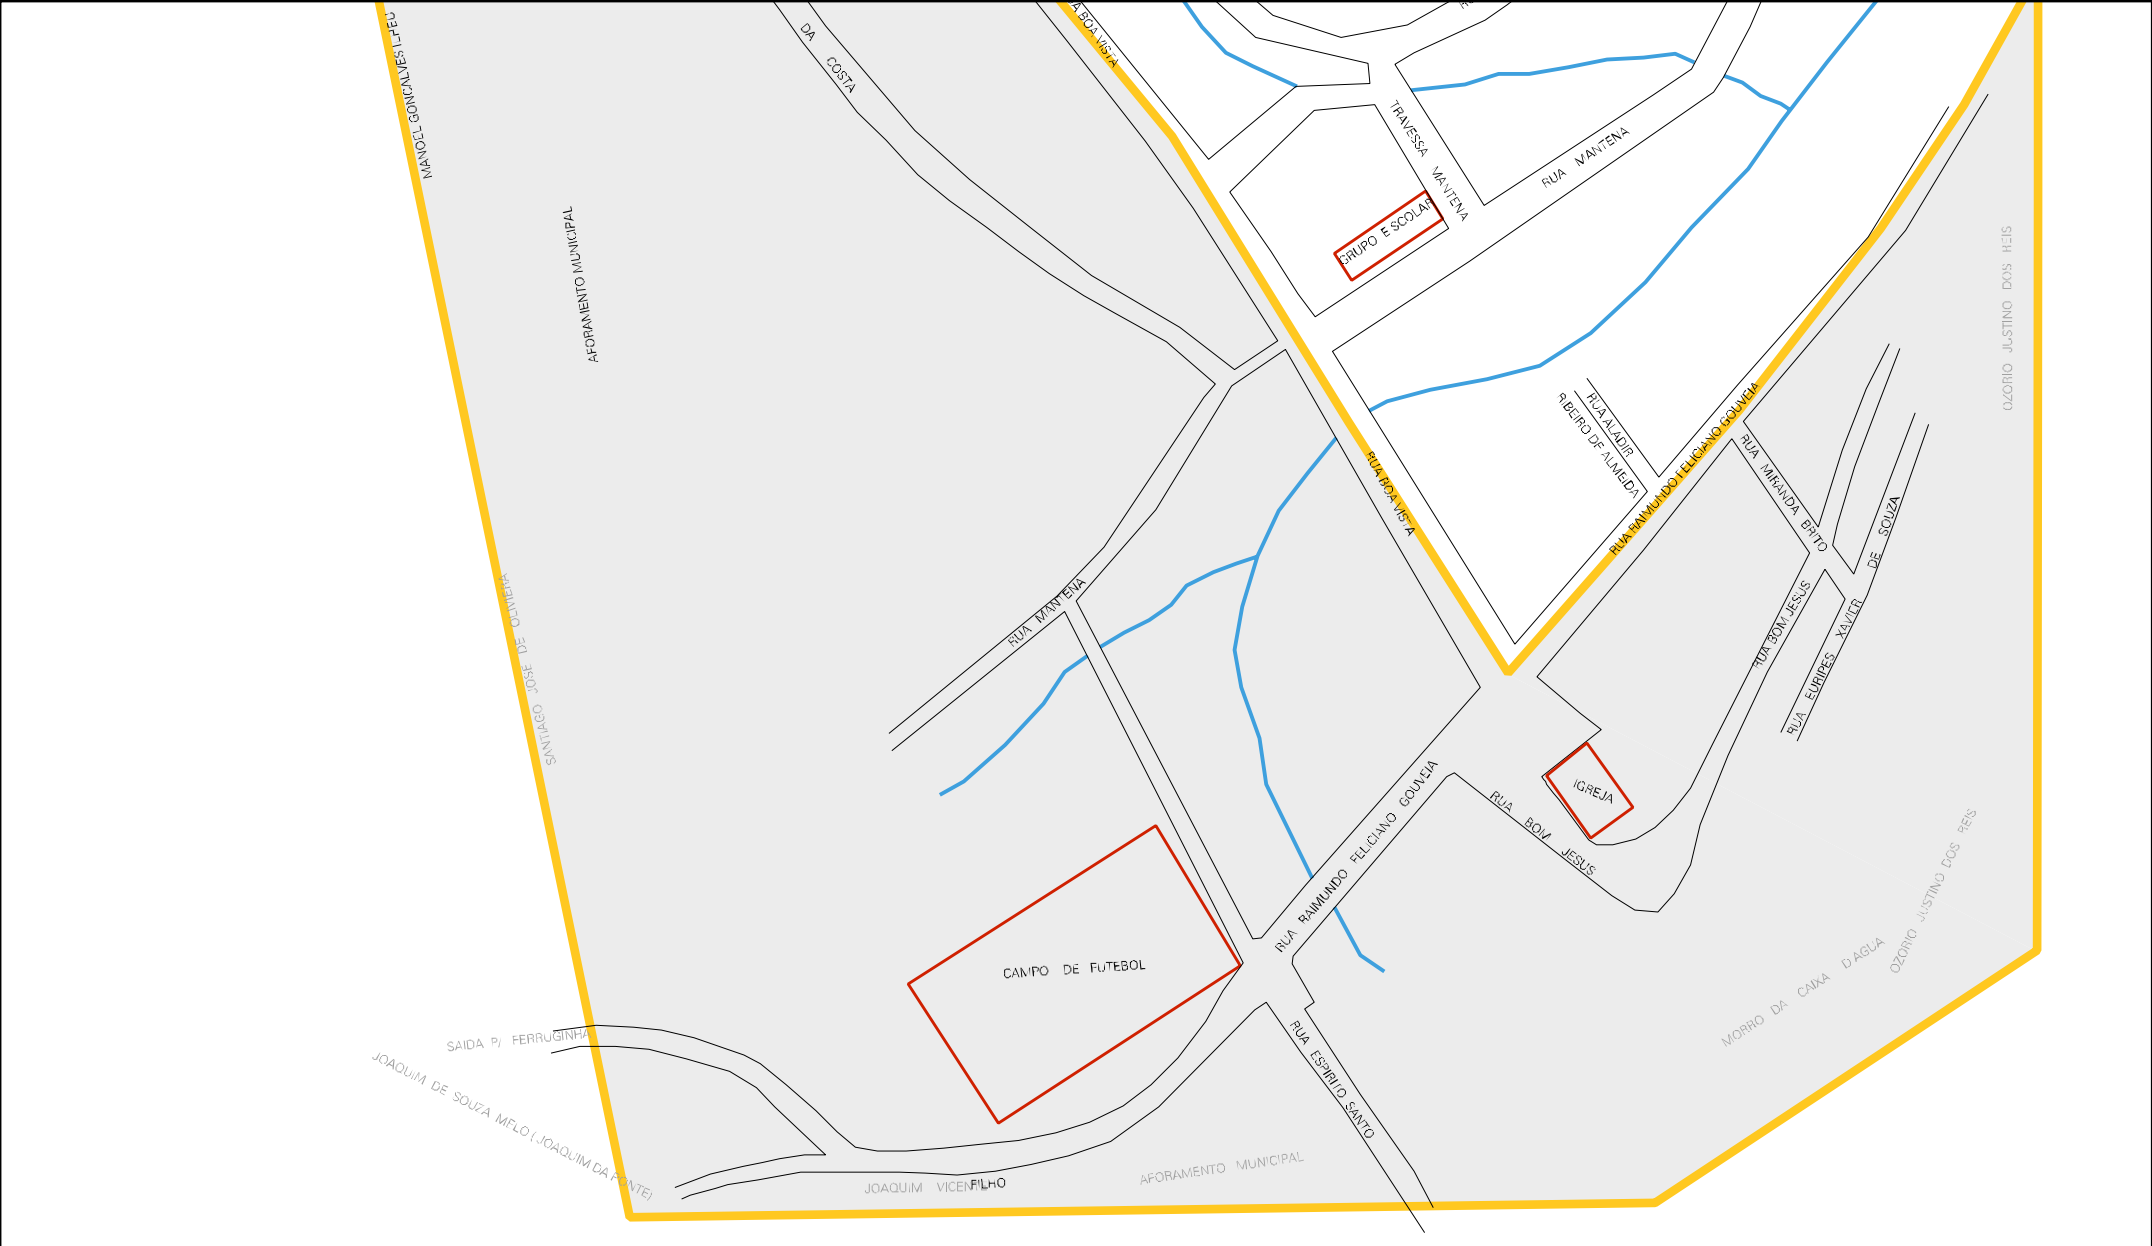 MANOEL GONCALVES ILHEU
DA COSTA
A BOA VISTA
TRAVESSA MANTENA
RUA MANTENA
GRUPO E SCOLAR
AFORAMENTO MUNICIPAL
OZORIO JUSTINO DOS REIS
RUA ALADIR
RIBEIRO DE ALMEIDA
RUA RAIMUNDO FELICIANO GOUVEIA
RUA BOA VISTA
RUA MIRANDA BRITO
RUA EURIPES XAVIER DE SOUZA
RUA BOM JESUS
RUA MANTENA
SANTIAGO JOSE DE OLIVIERA
IGREJA
RUA BOM JESUS
RUA RAIMUNDO FELICIANO GOUVEIA
OZORIO JUSTINO DOS REIS
MORRO DA CAIXA D AGUA
CAMPO DE FUTEBOL
SAIDA P/ FERRUGINHA
JOAQUIM DE SOUZA MELO ( JOAQUIM DA PONTE)
RUA ESPIRITO SANTO
AFORAMENTO MUNICIPAL
JOAQUIM VICENTE FILHO